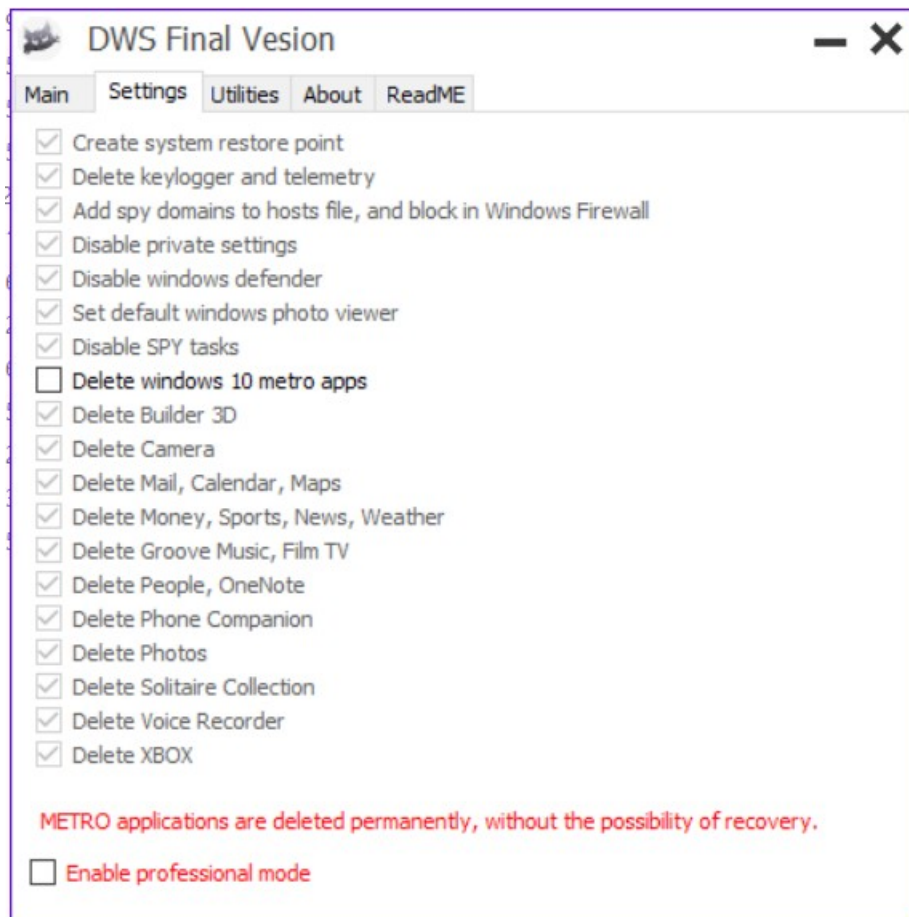 DWS Final Vesion
Main Settings Utilities About ReadME
Create system restore point
Delete keylogger and telemetry
Add spy domains to hosts file, and block in Windows Firewall
Disable private settings
Disable windows defender
Set default windows photo viewer
Disable SPY tasks
Delete windows 10 metro apps
Delete Builder 3D
Delete Camera
Delete Mail, Calendar, Maps
Delete Money, Sports, News, Weather
Delete Groove Music, Film TV
Delete People, OneNote
Delete Phone Companion
Delete Photos
Delete Solitaire Collection
Delete Voice Recorder
Delete XBOX
METRO applications are deleted permanently, without the possibility of recovery.
Enable professional mode